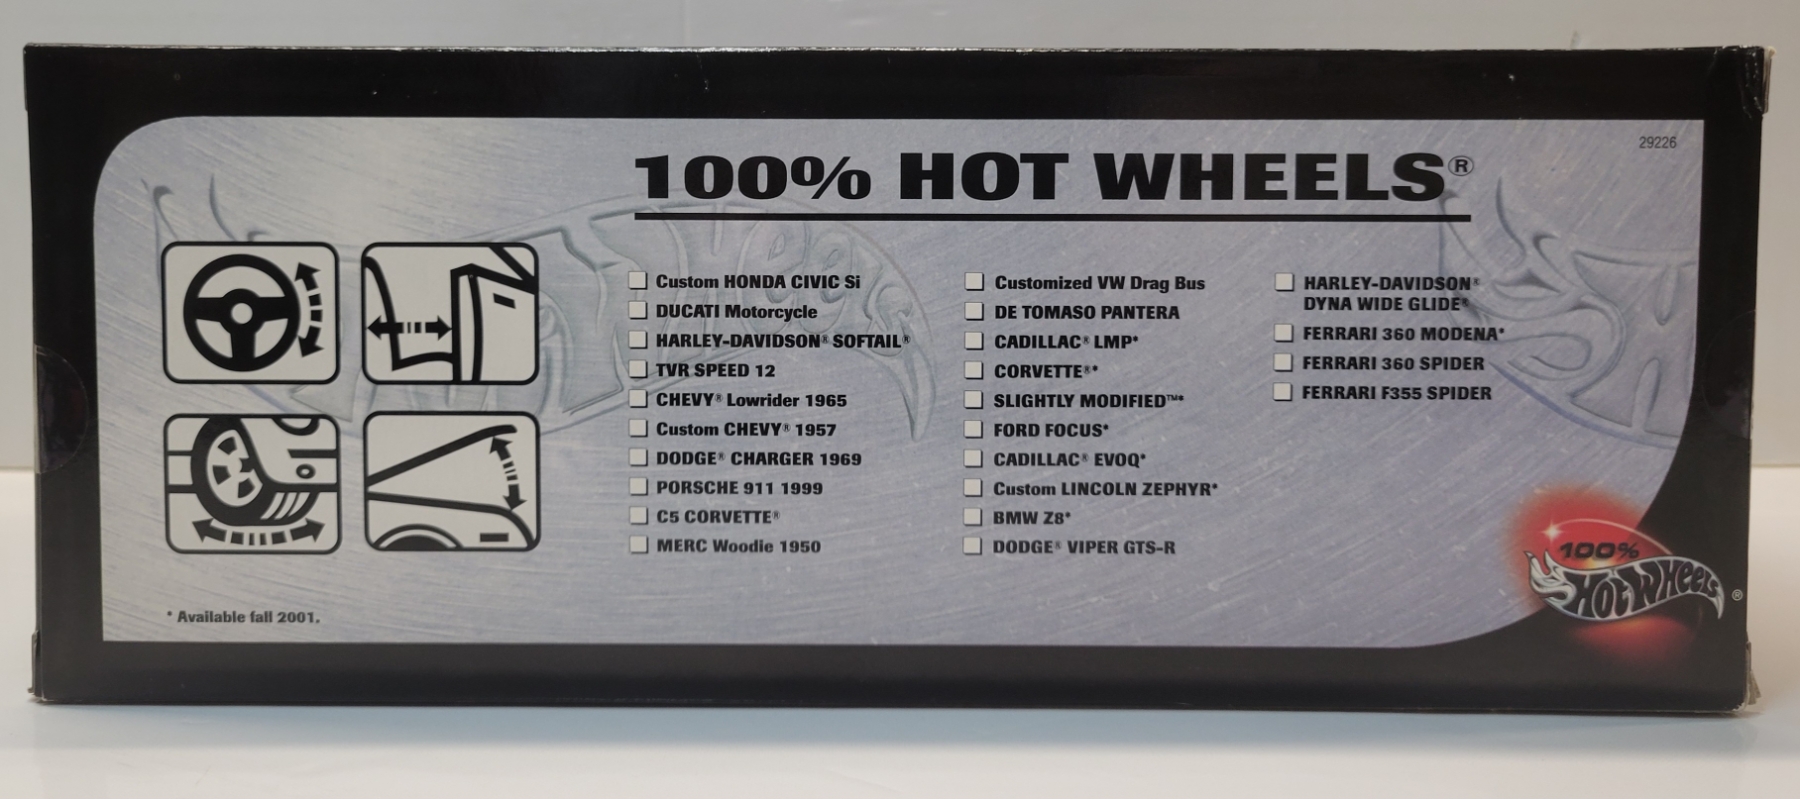 29226
100% HOT WHEELS®
☐ Custom HONDA CIVIC Si
☐ DUCATI Motorcycle
☐ HARLEY-DAVIDSON® SOFTAIL®
☐ TVR SPEED 12
☐ CHEVY® Lowrider 1965
☐ Custom CHEVY® 1957
☐ DODGE® CHARGER 1969
☐ PORSCHE 911 1999
☐ C5 CORVETTE®
☐ MERC Woodie 1950
☐ Customized VW Drag Bus
☐ DE TOMASO PANTERA
☐ CADILLAC® LMP*
☐ CORVETTE®*
☐ SLIGHTLY MODIFIED™*
☐ FORD FOCUS*
☐ CADILLAC® EVOQ*
☐ Custom LINCOLN ZEPHYR*
☐ BMW Z8*
☐ DODGE® VIPER GTS-R
☐ HARLEY-DAVIDSON®
DYNA WIDE GLIDE®
☐ FERRARI 360 MODENA*
☐ FERRARI 360 SPIDER
☐ FERRARI F355 SPIDER
* Available fall 2001.
100%
Hot Wheels®